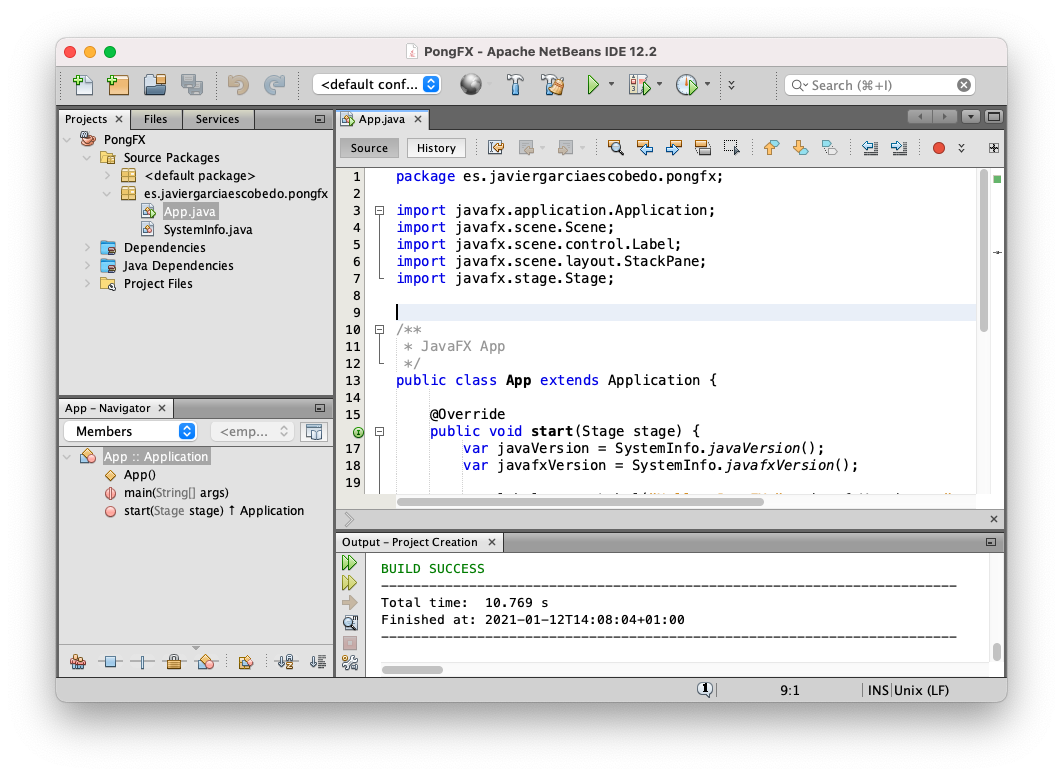 PongFX - Apache NetBeans IDE 12.2
<default conf...
Search (⌘+I)
Projects
Files
Services
PongFX
Source Packages
<default package>
es.javiergarciaescobedo.pongfx
App.java
SystemInfo.java
Dependencies
Java Dependencies
Project Files
App - Navigator
Members
<emp...
App :: Application
App()
main(String[] args)
start(Stage stage) ↑ Application
App.java
Source
History
1 package es.javiergarciaescobedo.pongfx;
2
3 import javafx.application.Application;
4 import javafx.scene.Scene;
5 import javafx.scene.control.Label;
6 import javafx.scene.layout.StackPane;
7 import javafx.stage.Stage;
8
9
10 /**
11 * JavaFX App
12 */
13 public class App extends Application {
14
15 @Override
public void start(Stage stage) {
17 var javaVersion = SystemInfo.javaVersion();
18 var javafxVersion = SystemInfo.javafxVersion();
19
Output - Project Creation
BUILD SUCCESS
------------------------------------------------------------------------
Total time: 10.769 s
Finished at: 2021-01-12T14:08:04+01:00
------------------------------------------------------------------------
1
9:1
INS
Unix (LF)